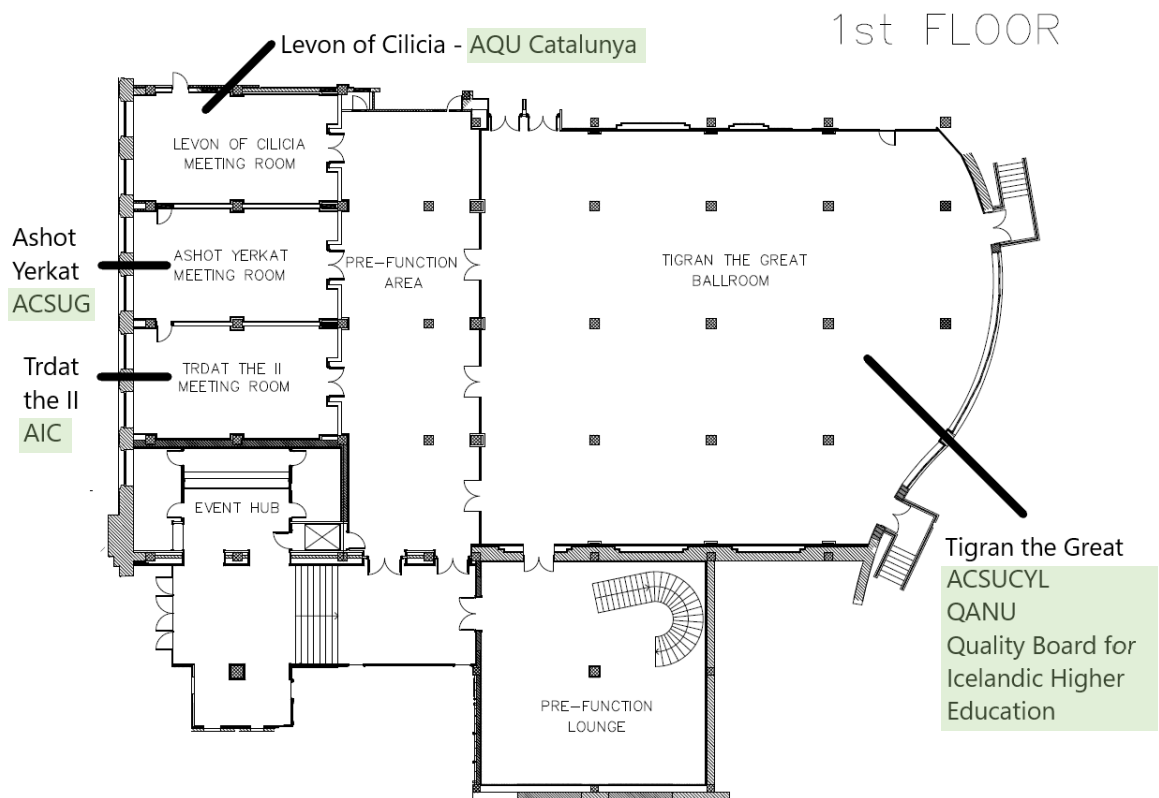 1st FLOOR
Levon of Cilicia - AQU Catalunya
LEVON OF CILICIA
MEETING ROOM
Ashot
Yerkat
ACSUG
ASHOT YERKAT
MEETING ROOM
PRE-FUNCTION
AREA
TIGRAN THE GREAT
BALLROOM
Trdat
the II
AIC
TRDAT THE II
MEETING ROOM
EVENT HUB
Tigran the Great
ACSUCYL
QANU
Quality Board for
Icelandic Higher
Education
PRE-FUNCTION
LOUNGE